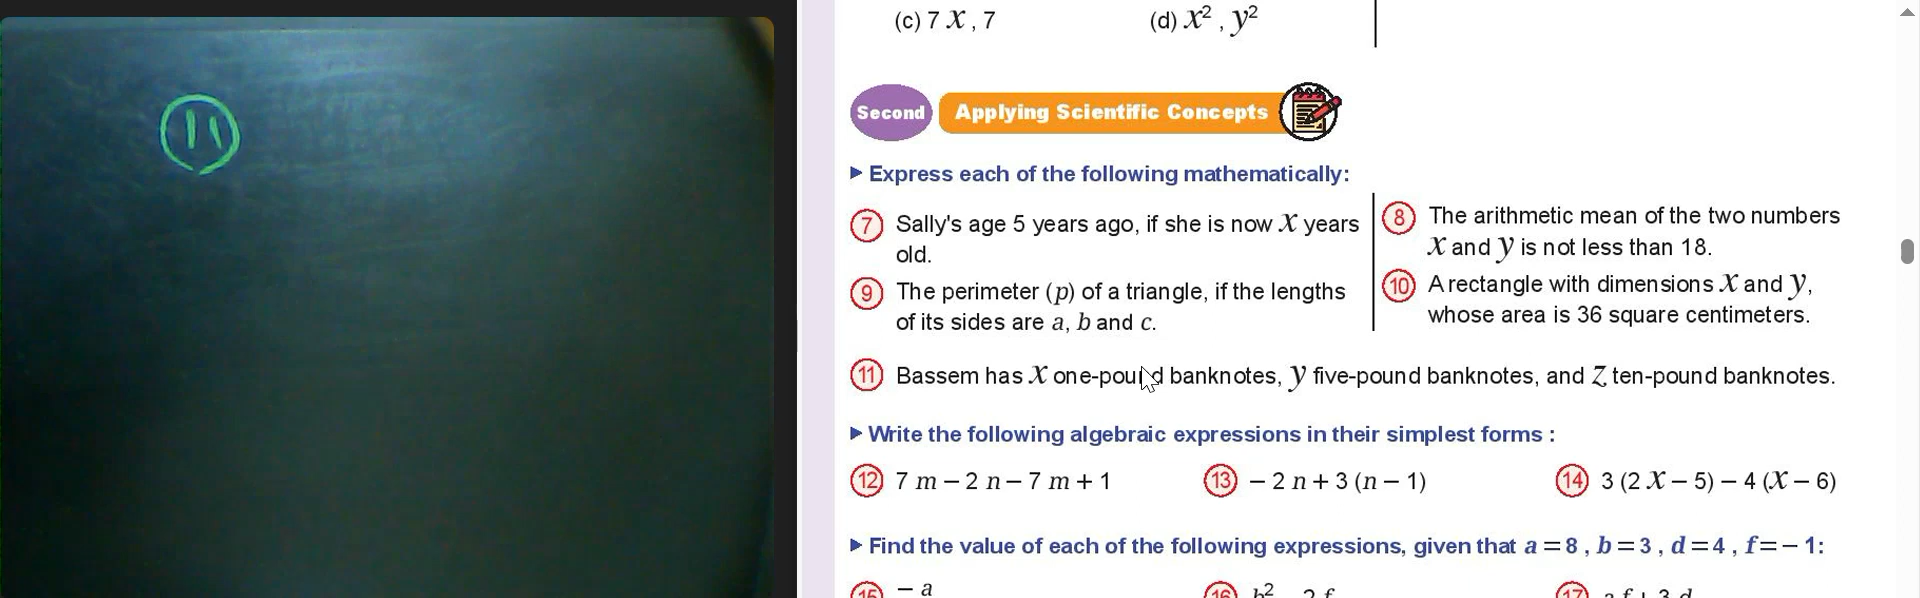 11
(c) 7 x , 7
(d) x² , y²
Second
Applying Scientific Concepts
▶ Express each of the following mathematically:
7 Sally's age 5 years ago, if she is now x years
old.
8 The arithmetic mean of the two numbers
x and y is not less than 18.
9 The perimeter (p) of a triangle, if the lengths
of its sides are a, b and c.
10 A rectangle with dimensions x and y,
whose area is 36 square centimeters.
11 Bassem has x one-pound banknotes, y five-pound banknotes, and z ten-pound banknotes.
▶ Write the following algebraic expressions in their simplest forms :
12 7 m – 2 n – 7 m + 1
13 – 2 n + 3 (n – 1)
14 3 (2 x – 5) – 4 (x – 6)
▶ Find the value of each of the following expressions, given that a = 8 , b = 3 , d = 4 , f = – 1:
15 – a
16 b² – 2 f
17 a f + 3 d